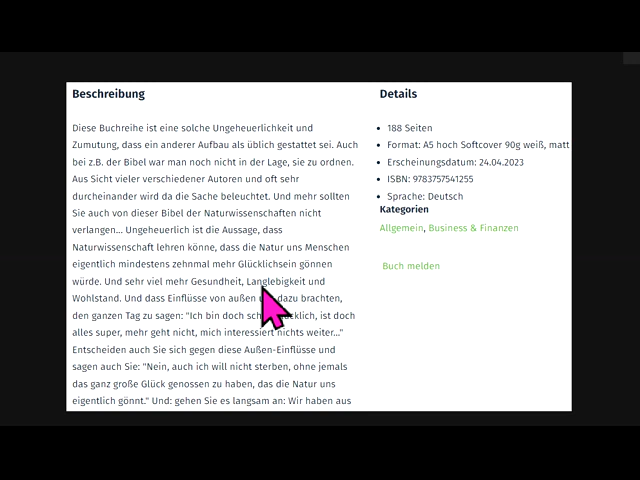 Beschreibung
Diese Buchreihe ist eine solche Ungeheuerlichkeit und
Zumutung, dass ein anderer Aufbau als üblich gestattet sei. Auch
bei z.B. der Bibel war man noch nicht in der Lage, sie zu ordnen.
Aus Sicht vieler verschiedener Autoren und oft sehr
durcheinander wird da die Sache beleuchtet. Und mehr sollten
Sie auch von dieser Bibel der Naturwissenschaften nicht
verlangen... Ungeheuerlich ist die Aussage, dass
Naturwissenschaft lehren könne, dass die Natur uns Menschen
eigentlich mindestens zehnmal mehr Glücklichsein gönnen
würde. Und sehr viel mehr Gesundheit, Langlebigkeit und
Wohlstand. Und dass Einflüsse von außen dazu brachten,
den ganzen Tag zu sagen: "Ich bin doch ist doch
alles super, mehr geht nicht, mich interessiert nichts weiter..."
Entscheiden auch Sie sich gegen diese Außen-Einflüsse und
sagen auch Sie: "Nein, auch ich will nicht sterben, ohne jemals
das ganz große Glück genossen zu haben, das die Natur uns
eigentlich gönnt." Und: gehen Sie es langsam an: Wir haben aus
Details
188 Seiten
Format: A5 hoch Softcover 90g weiß, matt
Erscheinungsdatum: 24.04.2023
ISBN: 9783757541255
Sprache: Deutsch
Kategorien
Allgemein, Business & Finanzen
Buch melden